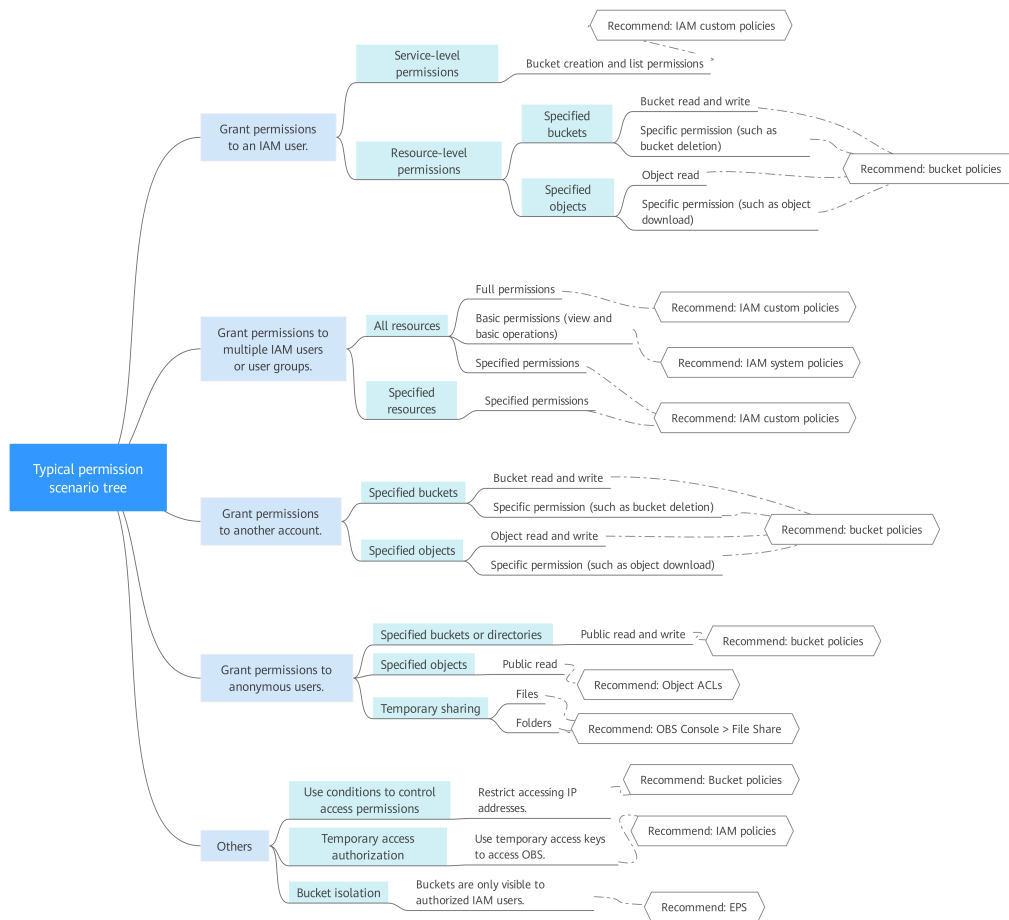 Recommend: IAM custom policies
Service-level
permissions
Bucket creation and list permissions
Grant permissions
to an IAM user.
Resource-level
permissions
Specified
buckets
Bucket read and write
Specific permission (such as
bucket deletion)
Recommend: bucket policies
Specified
objects
Object read
Specific permission (such as object
download)
Grant permissions to
multiple IAM users
or user groups.
All resources
Full permissions
Recommend: IAM custom policies
Basic permissions (view and
basic operations)
Recommend: IAM system policies
Specified permissions
Specified
resources
Specified permissions
Recommend: IAM custom policies
Typical permission
scenario tree
Grant permissions
to another account.
Specified buckets
Bucket read and write
Specific permission (such as bucket deletion)
Recommend: bucket policies
Specified objects
Object read and write
Specific permission (such as object download)
Grant permissions to
anonymous users.
Specified buckets or directories
Public read and write
Recommend: bucket policies
Specified objects
Public read
Recommend: Object ACLs
Temporary sharing
Files
Folders
Recommend: OBS Console > File Share
Others
Use conditions to control
access permissions
Restrict accessing IP
addresses.
Recommend: Bucket policies
Temporary access
authorization
Use temporary access keys
to access OBS.
Recommend: IAM policies
Bucket isolation
Buckets are only visible to
authorized IAM users.
Recommend: EPS